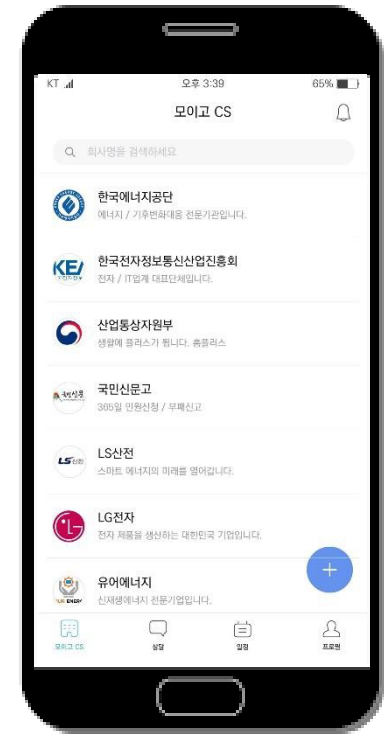 KT 오후 3:39 65%
모이고 CS
회사명을 검색하세요
한국에너지공단
에너지 / 기후변화대응 전문기관입니다.
KEA
한국전자정보통신산업진흥회
전자 / IT업계 대표단체입니다.
산업통상자원부
생활에 플러스가 됩니다. 홈플러스
국민신문고
365일 민원신청 / 부패신고
LS산전
LS산전
스마트 에너지의 미래를 열어갑니다.
LG전자
전자 제품을 생산하는 대한민국 기업입니다.
유어에너지
신재생에너지 전문기업입니다.
모이고 CS 상담 일정 프로필